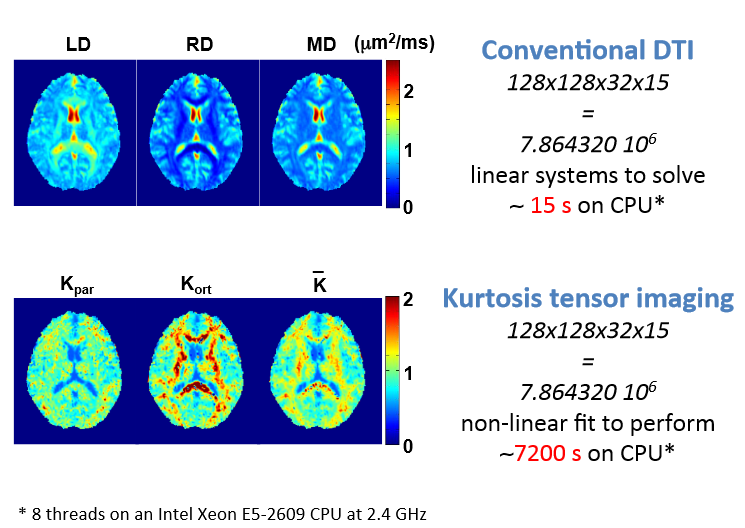 LD RD MD (μm²/ms)
2
1
0
Conventional DTI
128x128x32x15
=
7.864320 10⁶
linear systems to solve
~ 15 s on CPU*
Kpar Kort K̅
2
1
0
Kurtosis tensor imaging
128x128x32x15
=
7.864320 10⁶
non-linear fit to perform
~7200 s on CPU*
* 8 threads on an Intel Xeon E5-2609 CPU at 2.4 GHz